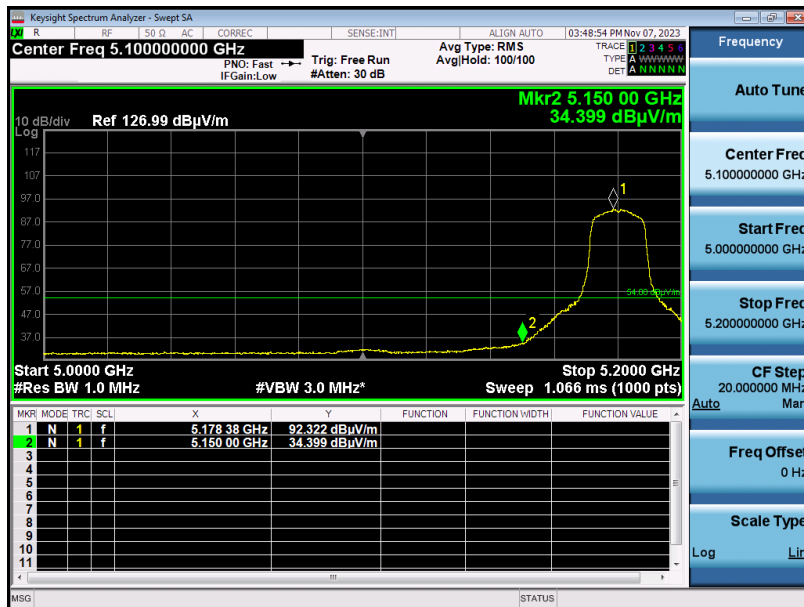 Keysight Spectrum Analyzer - Swept SA
LXI R RF 50 Ω AC CORREC SENSE:INT ALIGN AUTO 03:48:54 PM Nov 07, 2023
Center Freq 5.100000000 GHz
PNO: Fast
IFGain:Low
Trig: Free Run
#Atten: 30 dB
Avg Type: RMS
Avg|Hold: 100/100
TRACE 1 2 3 4 5 6
TYPE A WWWWW
DET A N N N N N
Mkr2 5.150 00 GHz
34.399 dBµV/m
10 dB/div Ref 126.99 dBµV/m
Log
117
107
97.0
87.0
77.0
67.0
57.0
47.0
37.0
1
2
54.00 dBµV/m
Start 5.0000 GHz Stop 5.2000 GHz
#Res BW 1.0 MHz #VBW 3.0 MHz* Sweep 1.066 ms (1000 pts)
MKR MODE TRC SCL X Y FUNCTION FUNCTION WIDTH FUNCTION VALUE
1 N 1 f 5.178 38 GHz 92.322 dBµV/m
2 N 1 f 5.150 00 GHz 34.399 dBµV/m
3
4
5
6
7
8
9
10
11
MSG STATUS
Frequency
Auto Tune
Center Freq
5.100000000 GHz
Start Freq
5.000000000 GHz
Stop Freq
5.200000000 GHz
CF Step
20.000000 MHz
Auto Man
Freq Offset
0 Hz
Scale Type
Log Lin